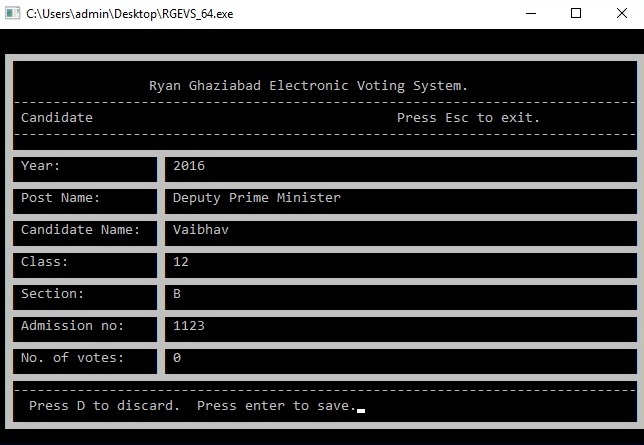 C:\Users\admin\Desktop\RGEVS_64.exe
Ryan Ghaziabad Electronic Voting System.
Candidate Press Esc to exit.
Year: 2016
Post Name: Deputy Prime Minister
Candidate Name: Vaibhav
Class: 12
Section: B
Admission no: 1123
No. of votes: 0
Press D to discard. Press enter to save.